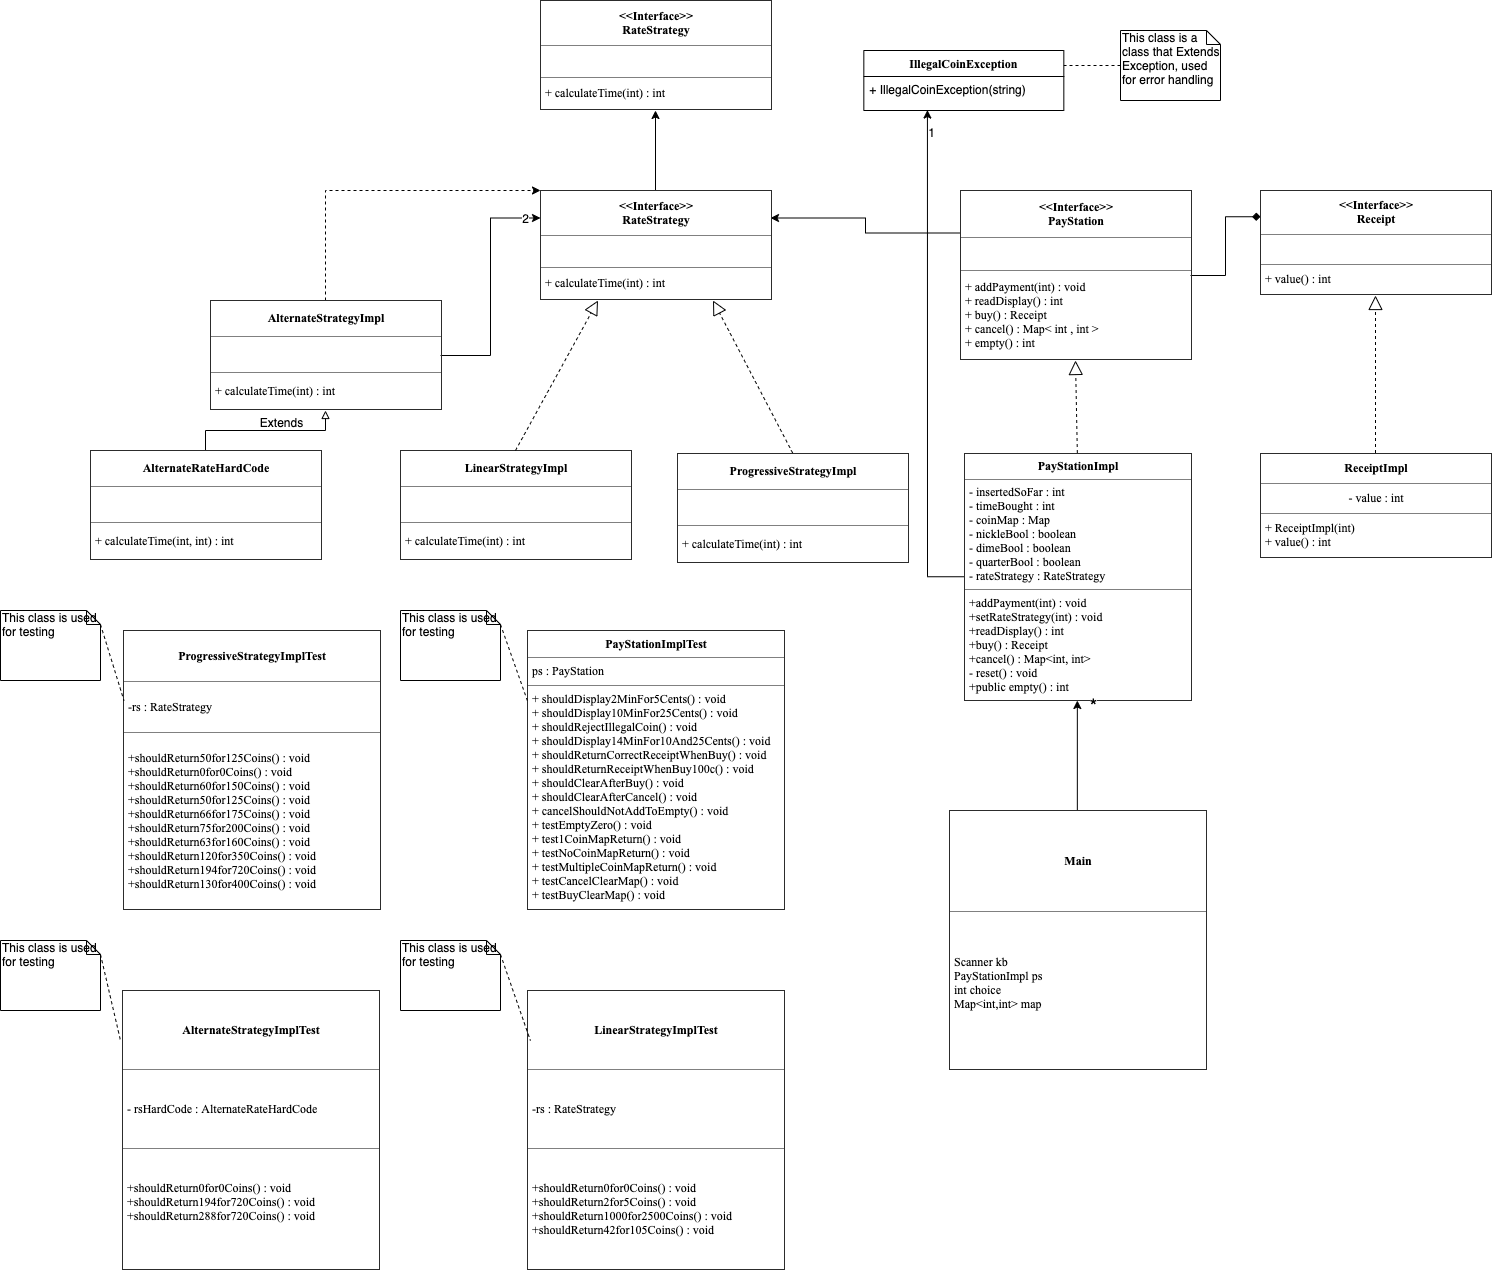 <<Interface>>
RateStrategy
+ calculateTime(int) : int
IllegalCoinException
+ IllegalCoinException(string)
This class is a
class that Extends
Exception, used
for error handling
1
<<Interface>>
RateStrategy
+ calculateTime(int) : int
2
<<Interface>>
PayStation
+ addPayment(int) : void
+ readDisplay() : int
+ buy() : Receipt
+ cancel() : Map< int , int >
+ empty() : int
<<Interface>>
Receipt
+ value() : int
AlternateStrategyImpl
+ calculateTime(int) : int
Extends
AlternateRateHardCode
+ calculateTime(int, int) : int
LinearStrategyImpl
+ calculateTime(int) : int
ProgressiveStrategyImpl
+ calculateTime(int) : int
PayStationImpl
- insertedSoFar : int
- timeBought : int
- coinMap : Map
- nickleBool : boolean
- dimeBool : boolean
- quarterBool : boolean
- rateStrategy : RateStrategy
+addPayment(int) : void
+setRateStrategy(int) : void
+readDisplay() : int
+buy() : Receipt
+cancel() : Map<int, int>
- reset() : void
+public empty() : int
*
ReceiptImpl
- value : int
+ ReceiptImpl(int)
+ value() : int
This class is used
for testing
ProgressiveStrategyImplTest
-rs : RateStrategy
+shouldReturn50for125Coins() : void
+shouldReturn0for0Coins() : void
+shouldReturn60for150Coins() : void
+shouldReturn50for125Coins() : void
+shouldReturn66for175Coins() : void
+shouldReturn75for200Coins() : void
+shouldReturn63for160Coins() : void
+shouldReturn120for350Coins() : void
+shouldReturn194for720Coins() : void
+shouldReturn130for400Coins() : void
This class is used
for testing
PayStationImplTest
ps : PayStation
+ shouldDisplay2MinFor5Cents() : void
+ shouldDisplay10MinFor25Cents() : void
+ shouldRejectIllegalCoin() : void
+ shouldDisplay14MinFor10And25Cents() : void
+ shouldReturnCorrectReceiptWhenBuy() : void
+ shouldReturnReceiptWhenBuy100c() : void
+ shouldClearAfterBuy() : void
+ shouldClearAfterCancel() : void
+ cancelShouldNotAddToEmpty() : void
+ testEmptyZero() : void
+ test1CoinMapReturn() : void
+ testNoCoinMapReturn() : void
+ testMultipleCoinMapReturn() : void
+ testCancelClearMap() : void
+ testBuyClearMap() : void
Main
Scanner kb
PayStationImpl ps
int choice
Map<int,int> map
This class is used
for testing
AlternateStrategyImplTest
- rsHardCode : AlternateRateHardCode
+shouldReturn0for0Coins() : void
+shouldReturn194for720Coins() : void
+shouldReturn288for720Coins() : void
This class is used
for testing
LinearStrategyImplTest
-rs : RateStrategy
+shouldReturn0for0Coins() : void
+shouldReturn2for5Coins() : void
+shouldReturn1000for2500Coins() : void
+shouldReturn42for105Coins() : void